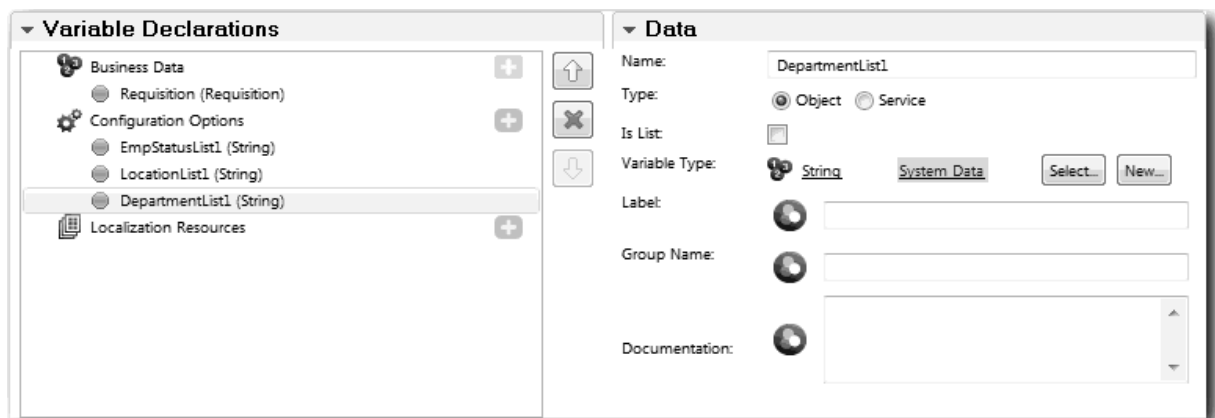 Variable Declarations
Business Data
Requisition (Requisition)
Configuration Options
EmpStatusList1 (String)
LocationList1 (String)
DepartmentList1 (String)
Localization Resources
Data
Name: DepartmentList1
Type: Object Service
Is List:
Variable Type: String System Data Select... New...
Label:
Group Name:
Documentation: